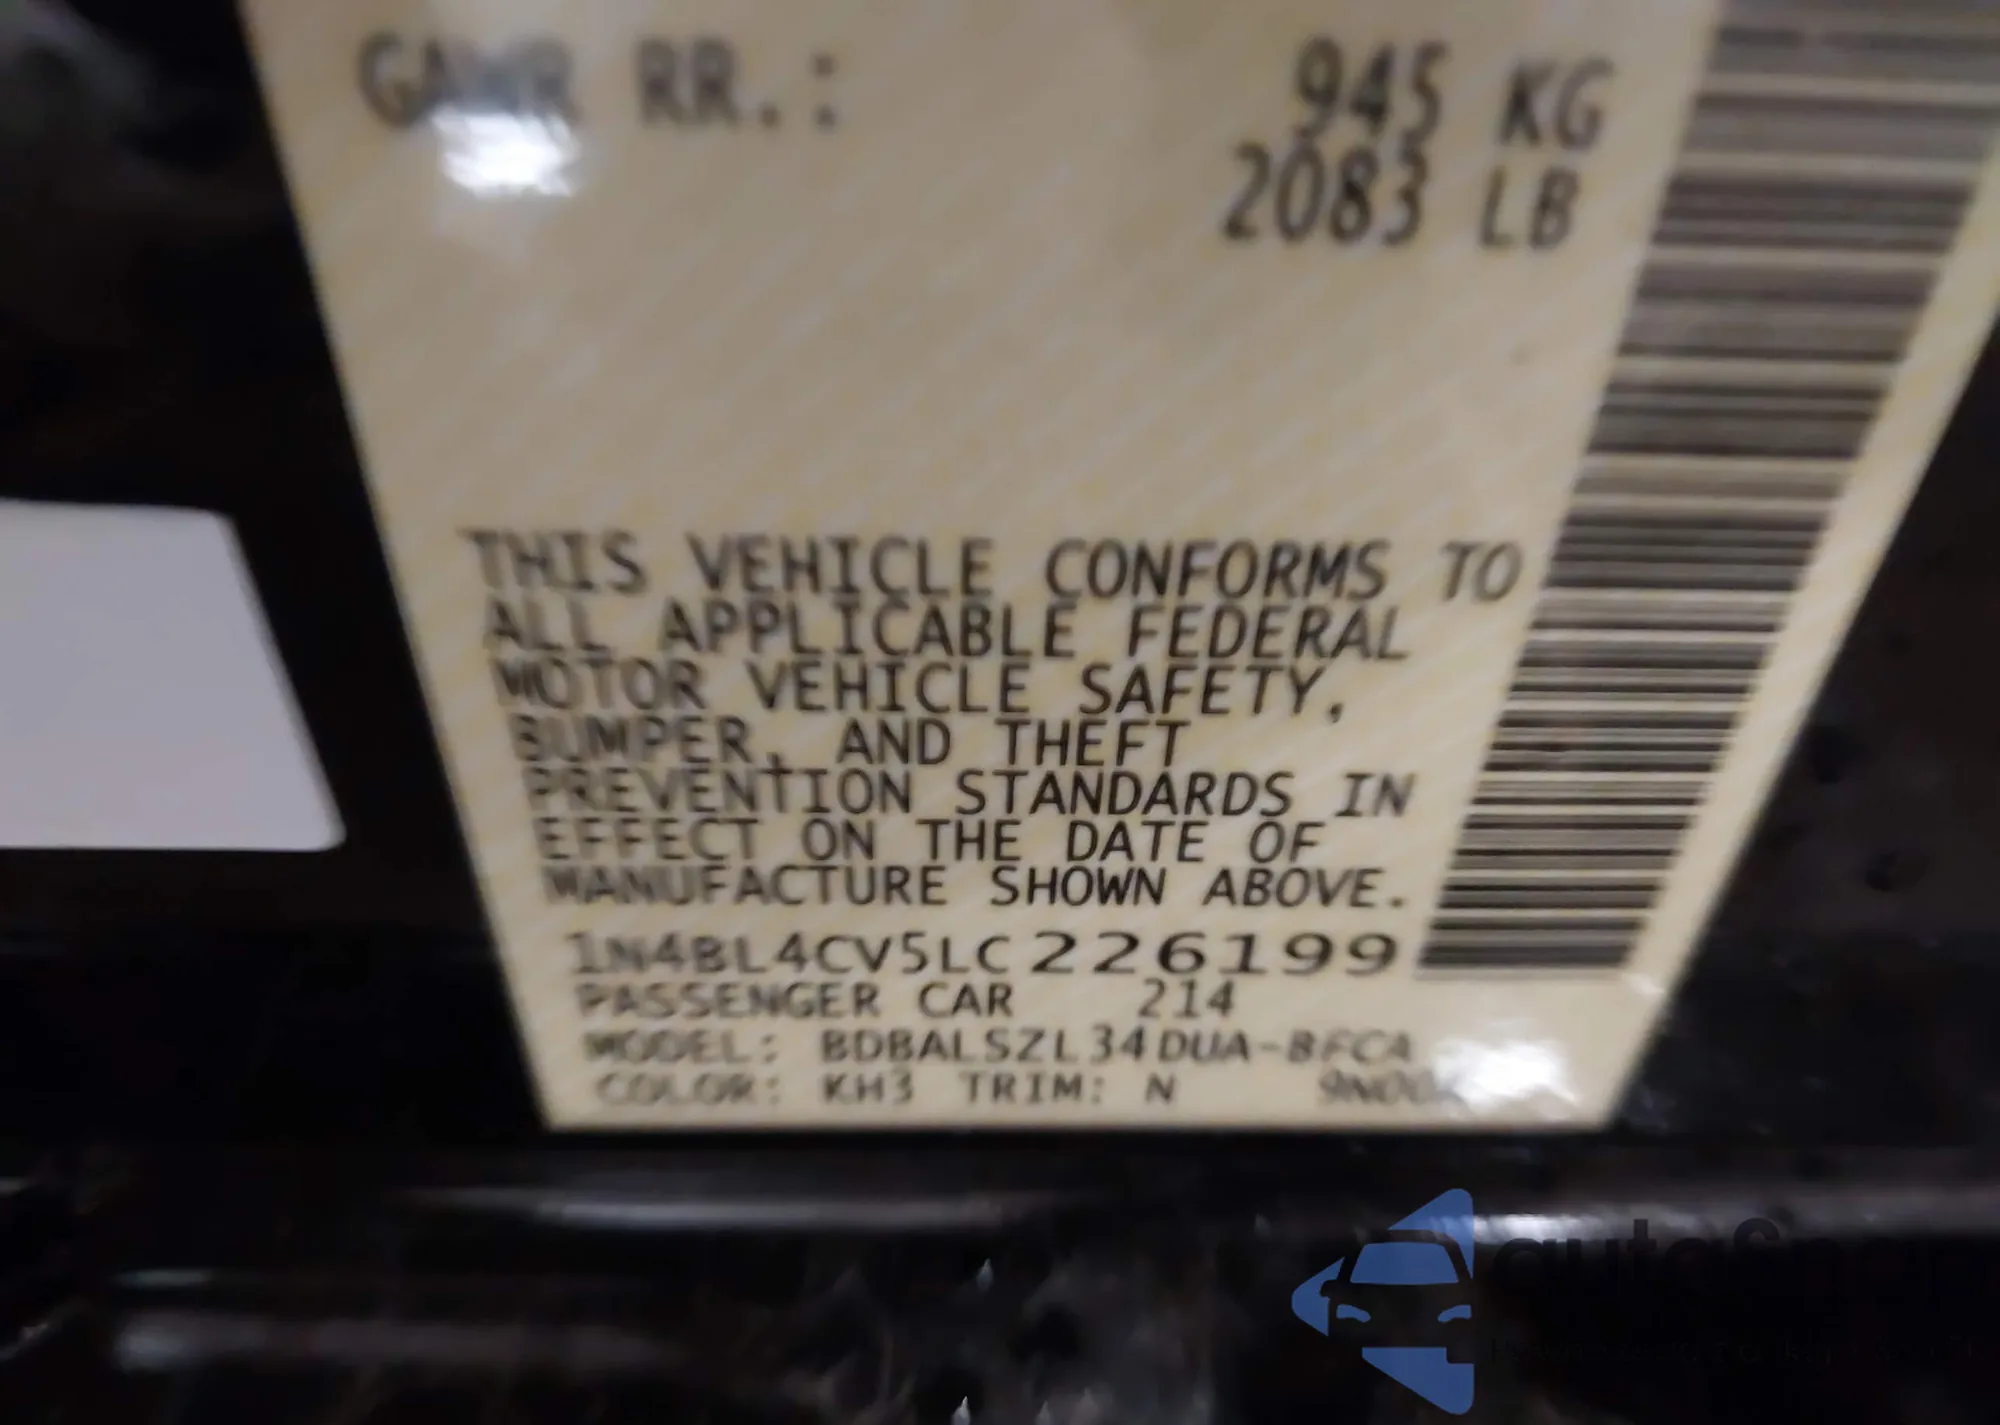 GAWR RR.: 945 KG
2083 LB
THIS VEHICLE CONFORMS TO
ALL APPLICABLE FEDERAL
MOTOR VEHICLE SAFETY,
BUMPER, AND THEFT
PREVENTION STANDARDS IN
EFFECT ON THE DATE OF
MANUFACTURE SHOWN ABOVE.
1N4BL4CV5LC226199
PASSENGER CAR 214
MODEL: BDBALSZL34DUA-BFCA
COLOR: KH3 TRIM: N